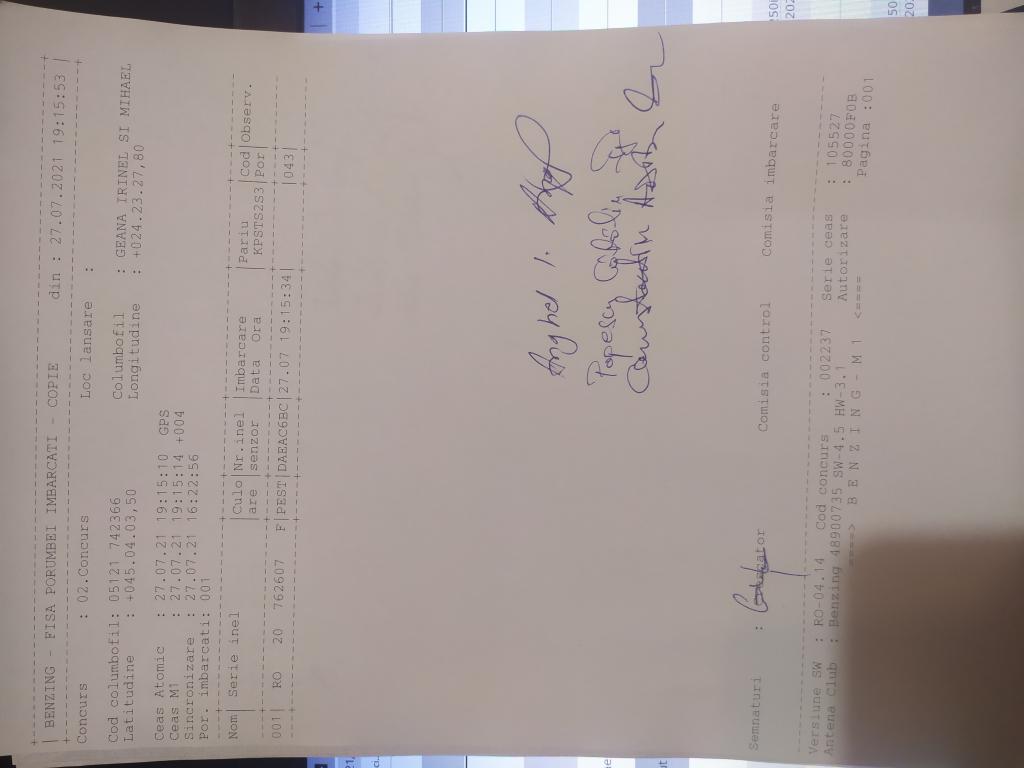 | BENZING - FISA PORUMBEI IMBARCATI - COPIE din : 27.07.2021 19:15:53 |
Concurs : 02.Concurs Loc lansare :
Cod columbofil: 05121 742366 Columbofil : GEANA IRINEL SI MIHAEL
Latitudine : +045.04.03,50 Longitudine : +024.23.27,80
Ceas Atomic : 27.07.21 19:15:10 GPS
Ceas M1 : 27.07.21 19:15:14 +004
Sincronizare : 27.07.21 16:22:56
Por. imbarcati: 001
Nom| Serie inel |Culo|Nr.inel |Imbarcare |Pariu |Cod|Observ.
|are |senzor |Data Ora | KPSTS2S3|Por|
001| RO 20 762607 F|PEST|DAEAC6BC|27.07 19:15:34| |043|
Anghel I.
Popescu
Semnaturi : Comisia control Comisia imbarcare
Versiune SW : RO-04.14 Cod concurs : 002237 Serie ceas : 105527
Antena Club : Benzing 48900735 SW-4.5 HW-3.1 Autorizare : 80000F0B
====> B E N Z I N G - M 1 <==== Pagina :001